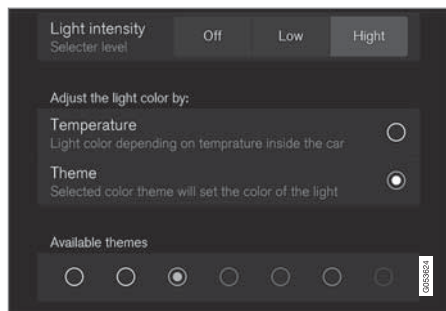 Light intensity
Selecter level
Off
Low
Hight
Adjust the light color by:
Temperature
Light color depending on temprature inside the car
Theme
Selected color theme will set the color of the light
Available themes
G053624